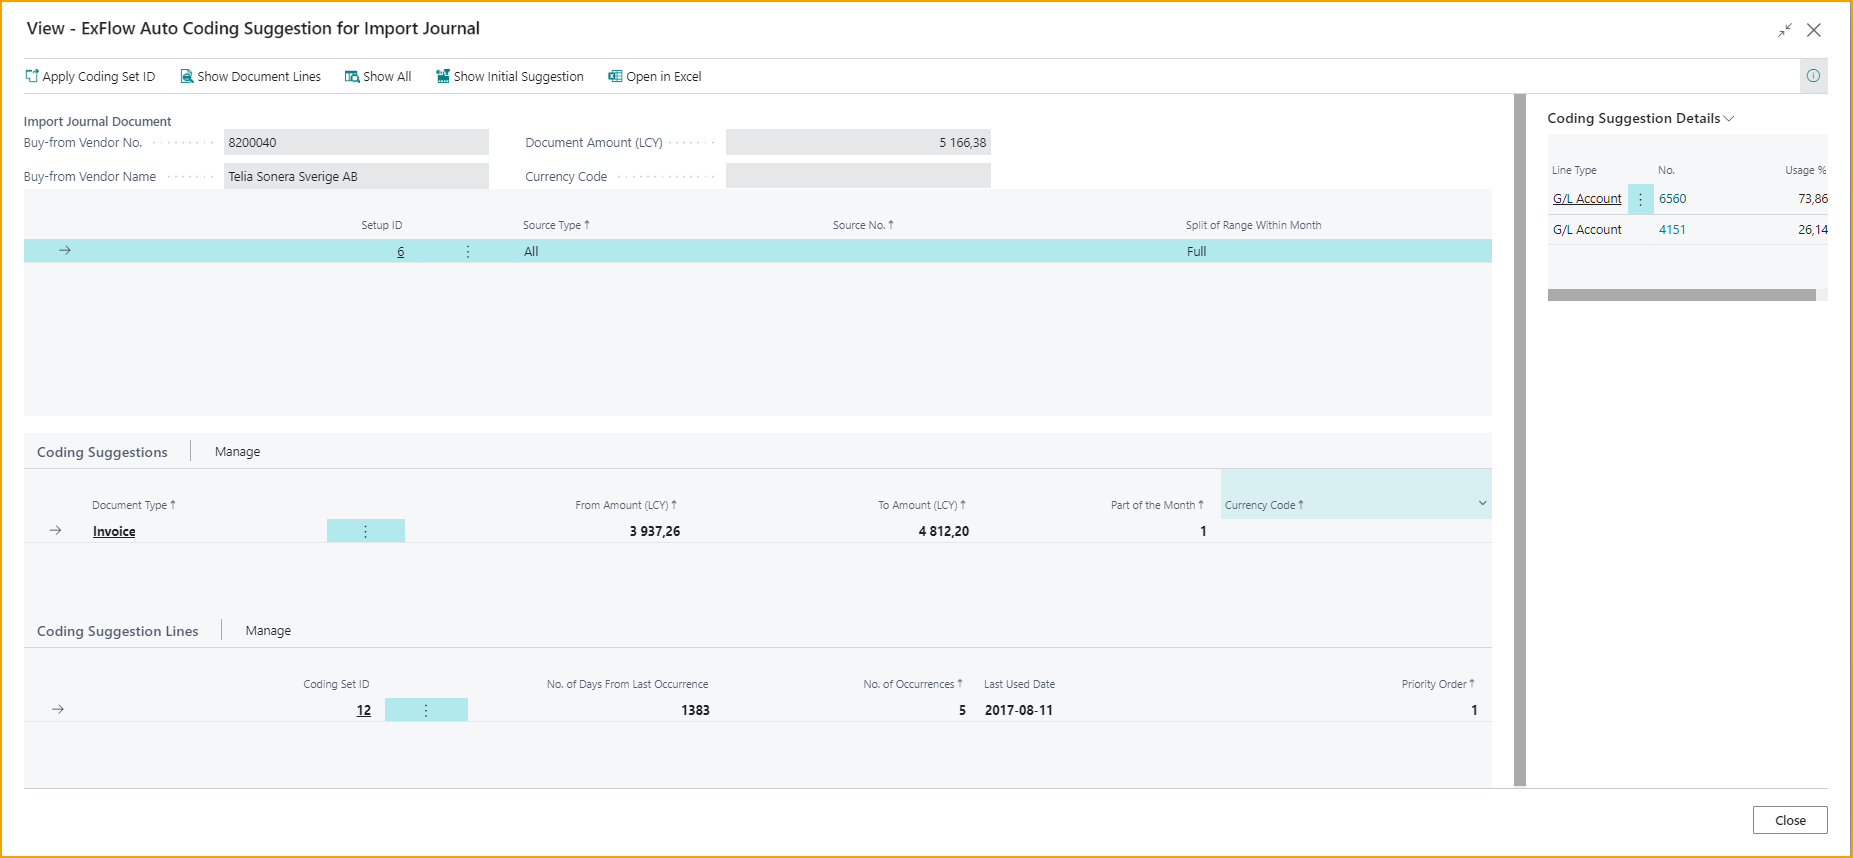 View - ExFlow Auto Coding Suggestion for Import Journal
Apply Coding Set ID Show Document Lines Show All Show Initial Suggestion Open in Excel
Import Journal Document
Buy-from Vendor No. 8200040 Document Amount (LCY) 5 166,38
Buy-from Vendor Name Telia Sonera Sverige AB Currency Code
Setup ID Source Type ↑ Source No. ↑ Split of Range Within Month
6 All Full
Coding Suggestions Manage
Document Type ↑ From Amount (LCY) ↑ To Amount (LCY) ↑ Part of the Month ↑ Currency Code ↑
Invoice 3 937,26 4 812,20 1
Coding Suggestion Lines Manage
Coding Set ID No. of Days From Last Occurrence No. of Occurrences ↑ Last Used Date Priority Order ↑
12 1383 5 2017-08-11 1
Coding Suggestion Details
Line Type No. Usage %
G/L Account 6560 73,86
G/L Account 4151 26,14
Close